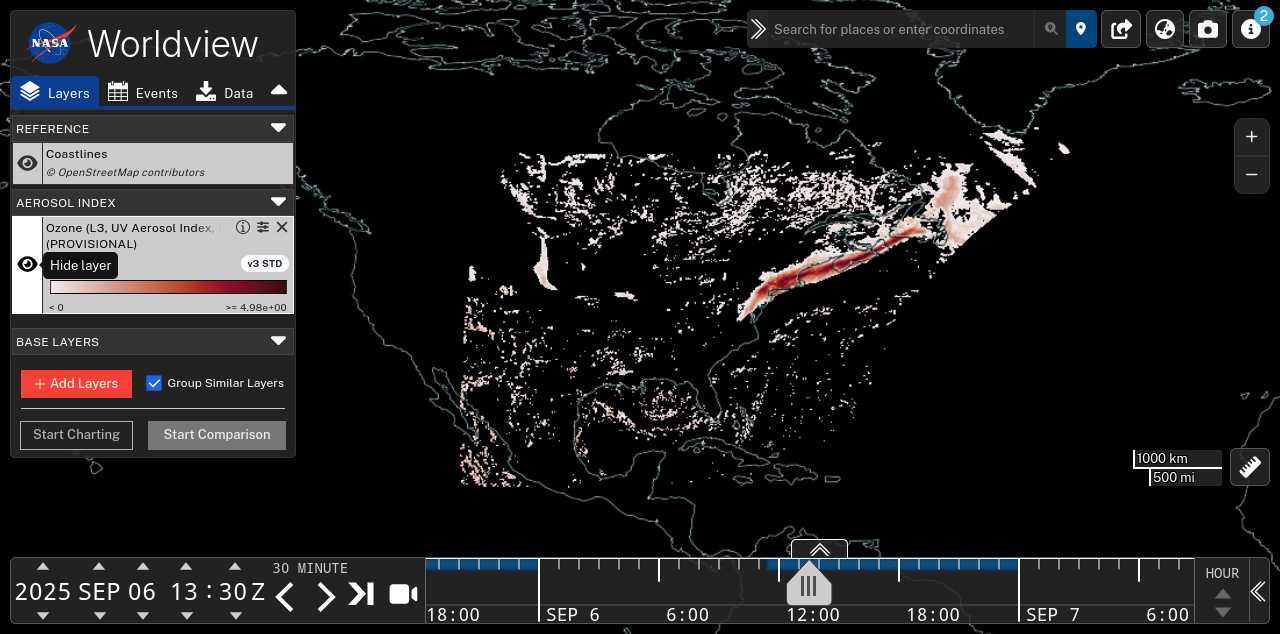 NASA Worldview
Search for places or enter coordinates
2
Layers Events Data
REFERENCE
Coastlines
© OpenStreetMap contributors
AEROSOL INDEX
Ozone (L3, UV Aerosol Index,
(PROVISIONAL)
Hide layer
v3 STD
< 0 >= 4.98e+00
BASE LAYERS
+ Add Layers Group Similar Layers
Start Charting Start Comparison
+
−
1000 km
500 mi
30 MINUTE
2025 SEP 06 13 : 30 Z
18:00 SEP 6 6:00 12:00 18:00 SEP 7 6:00
HOUR